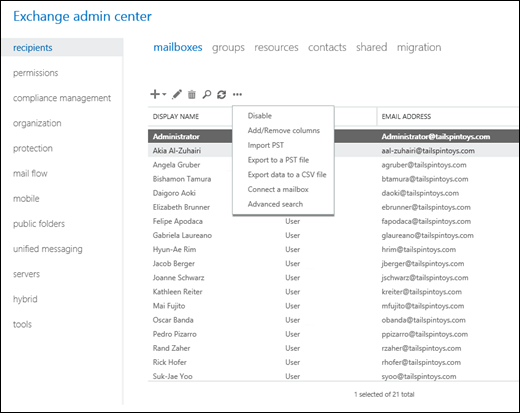 Exchange admin center
recipients
permissions
compliance management
organization
protection
mail flow
mobile
public folders
unified messaging
servers
hybrid
tools
mailboxes groups resources contacts shared migration
DISPLAY NAME EMAIL ADDRESS
Disable
Add/Remove columns
Import PST
Export to a PST file
Export data to a CSV file
Connect a mailbox
Advanced search
Administrator Administrator@tailspintoys.com
Akia Al-Zuhairi aal-zuhairi@tailspintoys.com
Angela Gruber agruber@tailspintoys.com
Bishamon Tamura btamura@tailspintoys.com
Daigoro Aoki daoki@tailspintoys.com
Elizabeth Brunner ebrunner@tailspintoys.com
Felipe Apodaca User fapodaca@tailspintoys.com
Gabriela Laureano User glaureano@tailspintoys.com
Hyun-Ae Rim User hrim@tailspintoys.com
Jacob Berger User jberger@tailspintoys.com
Joanne Schwarz User jschwarz@tailspintoys.com
Kathleen Reiter User kreiter@tailspintoys.com
Mai Fujito User mfujito@tailspintoys.com
Oscar Banda User obanda@tailspintoys.com
Pedro Pizarro User ppizarro@tailspintoys.com
Rand Zaher User rzaher@tailspintoys.com
Rick Hofer User rhofer@tailspintoys.com
Suk-Jae Yoo User syoo@tailspintoys.com
1 selected of 21 total